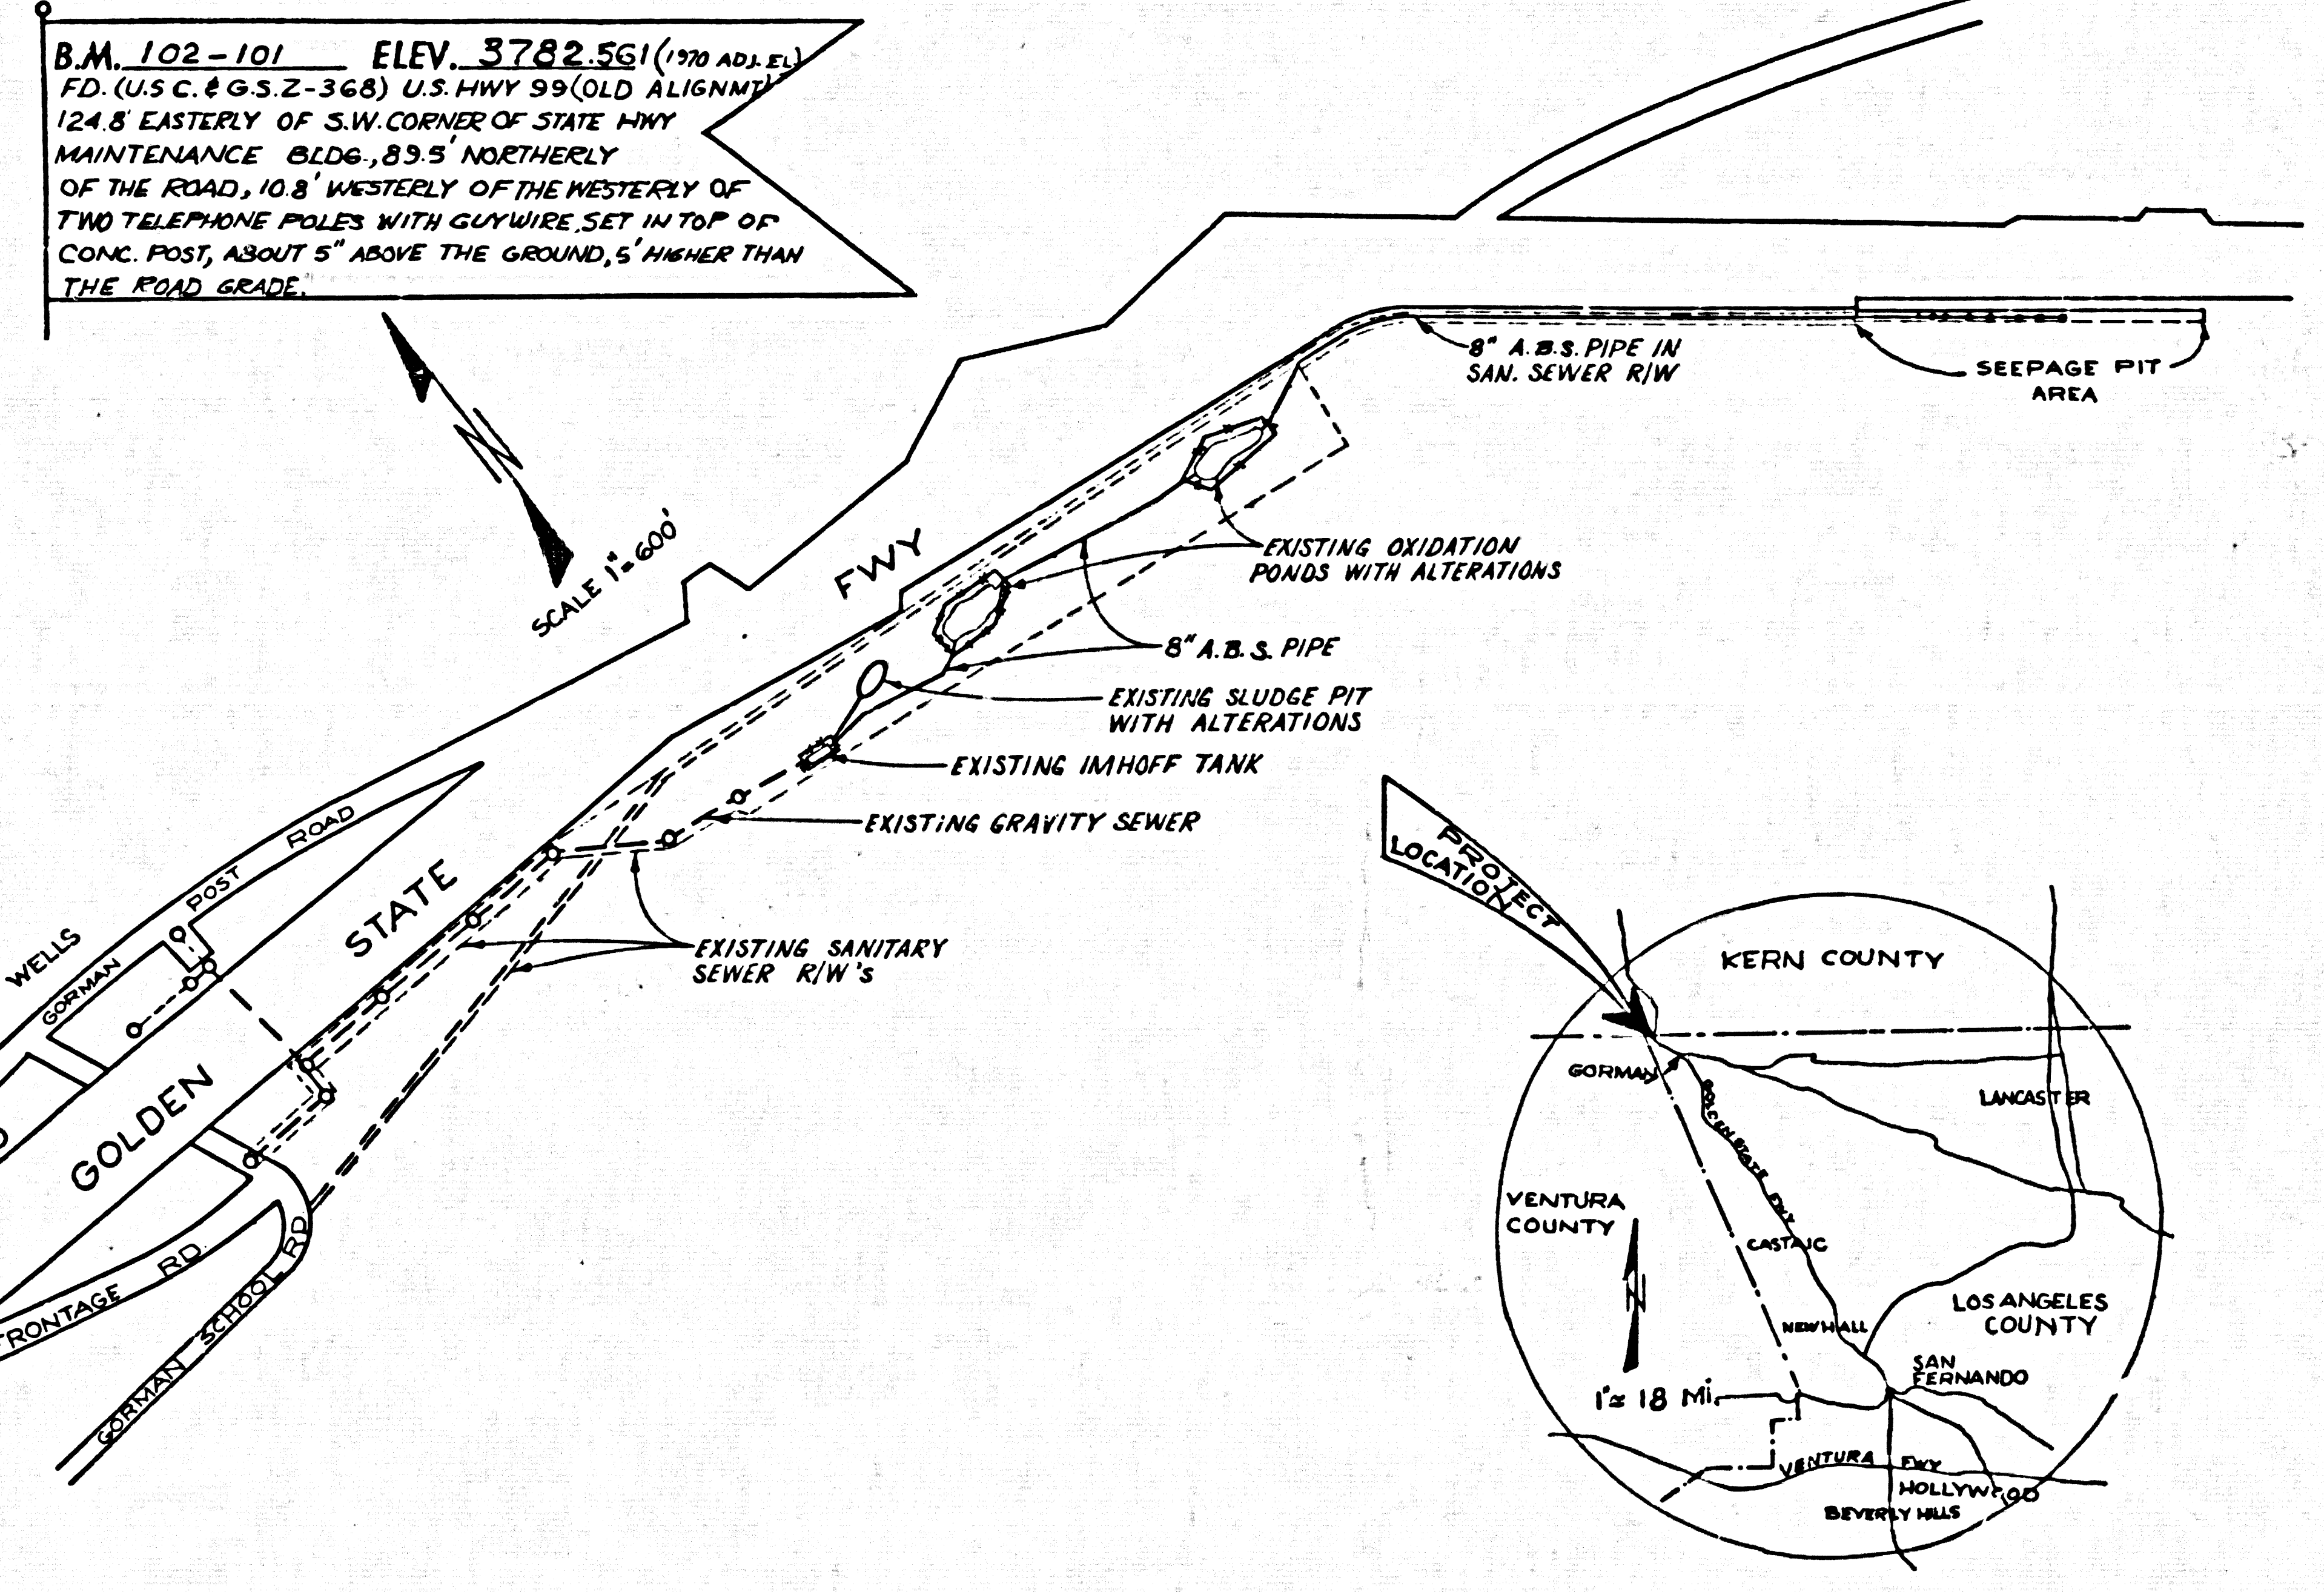 B.M. 102-101 ELEV. 3782.561 (1970 ADJ. EL)
FD. (U.S C. & G.S. Z-368) U.S. HWY 99 (OLD ALIGNMT)
124.8' EASTERLY OF S.W. CORNER OF STATE HWY
MAINTENANCE BLDG., 89.5' NORTHERLY
OF THE ROAD, 10.8' WESTERLY OF THE WESTERLY OF
TWO TELEPHONE POLES WITH GUYWIRE, SET IN TOP OF
CONC. POST, ABOUT 5" ABOVE THE GROUND, 5' HIGHER THAN
THE ROAD GRADE.
N
SCALE 1"=600'
8" A.B.S. PIPE IN
SAN. SEWER R/W
SEEPAGE PIT
AREA
FWY
EXISTING OXIDATION
PONDS WITH ALTERATIONS
8" A.B.S. PIPE
EXISTING SLUDGE PIT
WITH ALTERATIONS
EXISTING IMHOFF TANK
EXISTING GRAVITY SEWER
EXISTING SANITARY
SEWER R/W's
WELLS
GORMAN POST ROAD
GORMAN
GOLDEN STATE
FRONTAGE RD
GORMAN SCHOOL RD
PROJECT
LOCATION
KERN COUNTY
GORMAN
LANCASTER
GOLDEN STATE FWY
VENTURA
COUNTY
N
CASTAIC
NEWHALL
LOS ANGELES
COUNTY
SAN
FERNANDO
1"≈ 18 Mi.
VENTURA FWY
HOLLYWOOD
BEVERLY HILLS